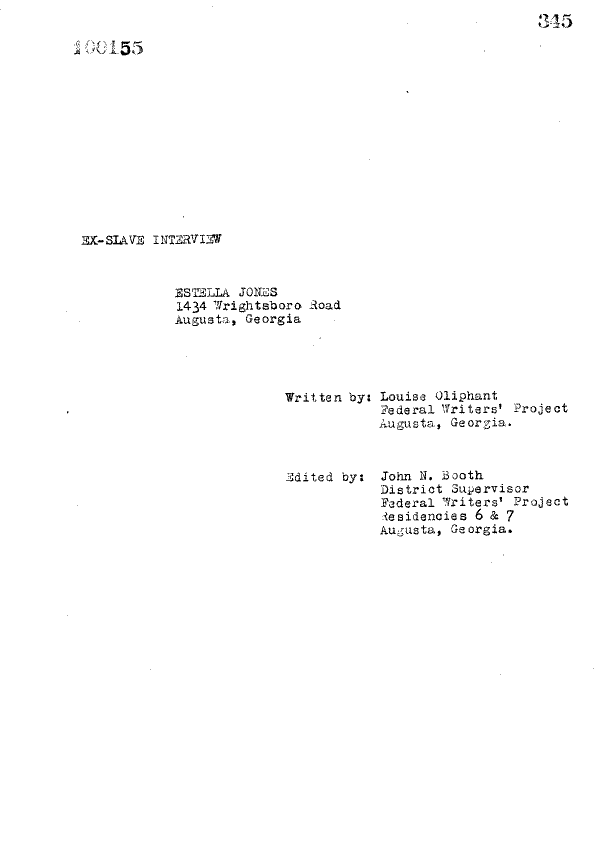 345
100155
EX-SLAVE INTERVIEW
ESTELLA JONES
1434 Wrightsboro Road
Augusta, Georgia
Written by: Louise Oliphant
Federal Writers' Project
Augusta, Georgia.
Edited by: John N. Booth
District Supervisor
Federal Writers' Project
Residencies 6 & 7
Augusta, Georgia.